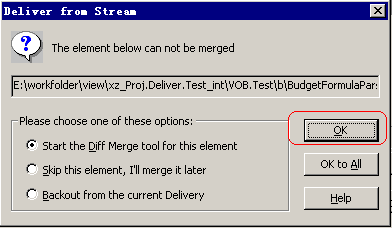 Deliver from Stream
The element below can not be merged
E:\workfolder\view\xz_Proj.Deliver.Test_int\VOB.Test\b\BudgetFormulaPars
Please choose one of these options:
Start the Diff Merge tool for this element
Skip this element, I'll merge it later
Backout from the current Delivery
OK
OK to All
Help